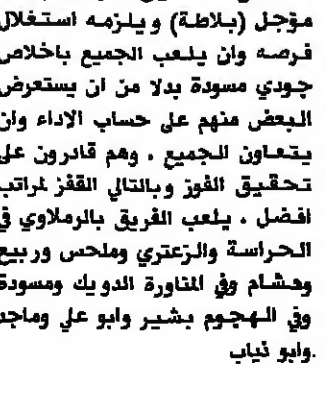 مؤجل (بلاطة) ويلزمه استغلال
فرصه وان يلعب الجميع باخلاص
جودي مسودة بدلا من ان يستعرض
البعض منهم على حساب الاداء وان
يتعاون الجميع . وهم قادرون على
تحقيق الفوز وبالتالي القفز لمراتب
افضل . يلعب الفريق بالرملاوي في
الحراسة والزعتري وملحس وربيع
وهشام وفي المناورة الدويك ومسودة
وفي الهجوم بشير وابو علي وماجد
وابو نياب.